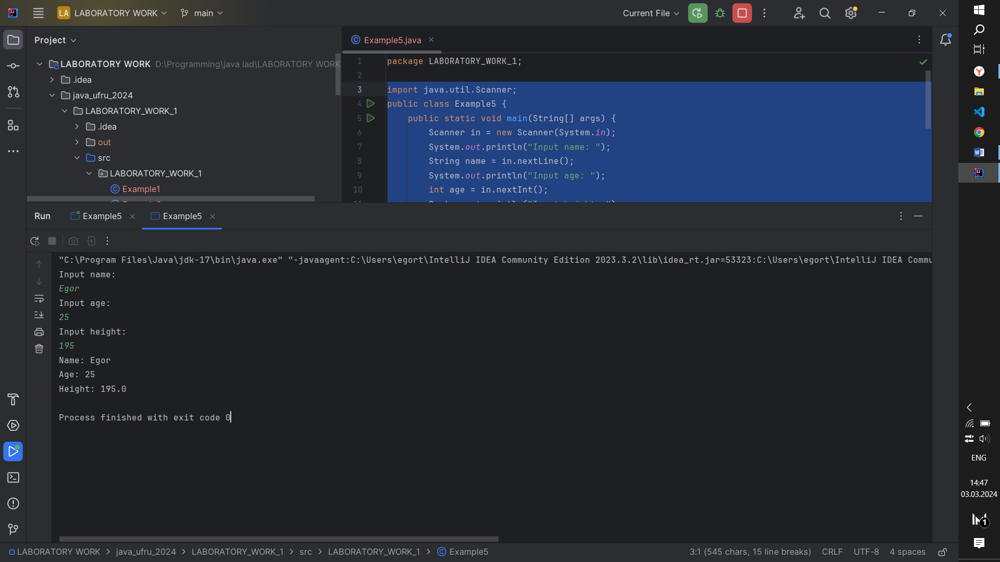 LA LABORATORY WORK main Current File
Project
Example5.java
LABORATORY WORK D:\Programming\java lad\LABORATORY WORK
.idea
java_ufru_2024
LABORATORY_WORK_1
.idea
out
src
LABORATORY_WORK_1
Example1
1 package LABORATORY_WORK_1;
2
3 import java.util.Scanner;
4 public class Example5 {
5 public static void main(String[] args) {
6 Scanner in = new Scanner(System.in);
7 System.out.println("Input name: ");
8 String name = in.nextLine();
9 System.out.println("Input age: ");
10 int age = in.nextInt();
Run Example5 Example5
"C:\Program Files\Java\jdk-17\bin\java.exe" "-javaagent:C:\Users\egort\IntelliJ IDEA Community Edition 2023.3.2\lib\idea_rt.jar=53323:C:\Users\egort\IntelliJ IDEA Commu
Input name:
Egor
Input age:
25
Input height:
195
Name: Egor
Age: 25
Height: 195.0
Process finished with exit code 0
LABORATORY WORK > java_ufru_2024 > LABORATORY_WORK_1 > src > LABORATORY_WORK_1 > Example5
3:1 (545 chars, 15 line breaks) CRLF UTF-8 4 spaces
ENG
14:47
03.03.2024
1